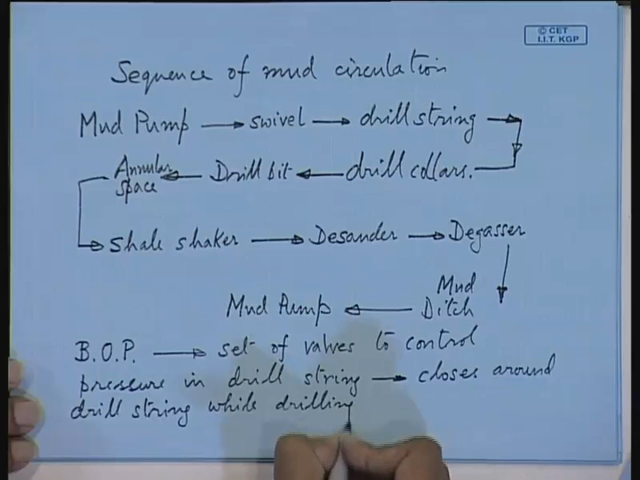 © CET
I.I.T. KGP
Sequence of mud circulation
Mud Pump → swivel → drill string →
Annular space ← Drill bit ← drill collars.
→ Shale shaker → Desander → Degasser
Mud Pump ← Mud Ditch
B.O.P. → set of valves to control
pressure in drill string → closes around
drill string while drilling